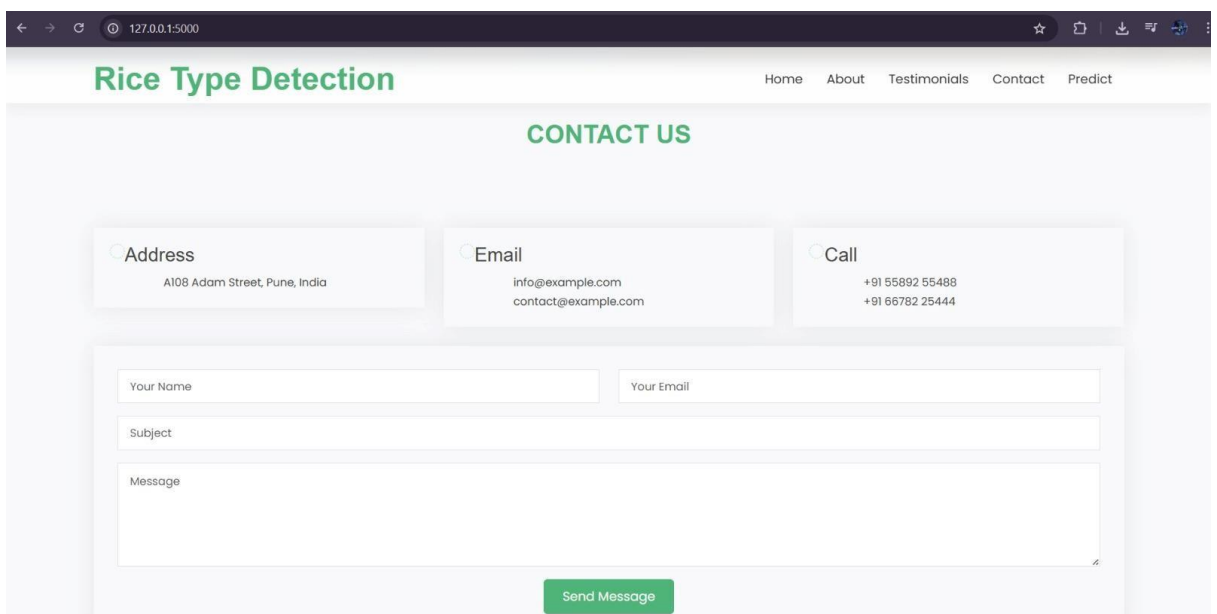 127.0.0.1:5000
Rice Type Detection
Home About Testimonials Contact Predict
CONTACT US
Address
A108 Adam Street, Pune, India
Email
info@example.com
contact@example.com
Call
+91 55892 55488
+91 66782 25444
Your Name
Your Email
Subject
Message
Send Message